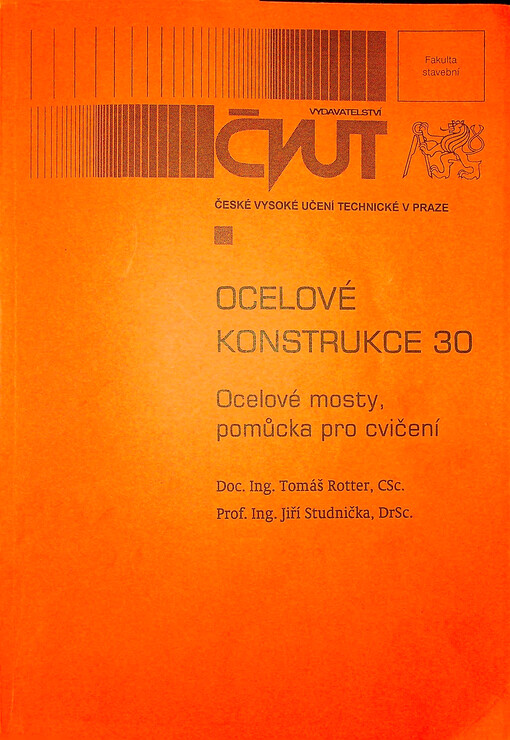 Fakulta
stavební
VYDAVATELSTVÍ
ČVUT
ČESKÉ VYSOKÉ UČENÍ TECHNICKÉ V PRAZE
OCELOVÉ
KONSTRUKCE 30
Ocelové mosty,
pomůcka pro cvičení
Doc. Ing. Tomáš Rotter, CSc.
Prof. Ing. Jiří Studnička, DrSc.